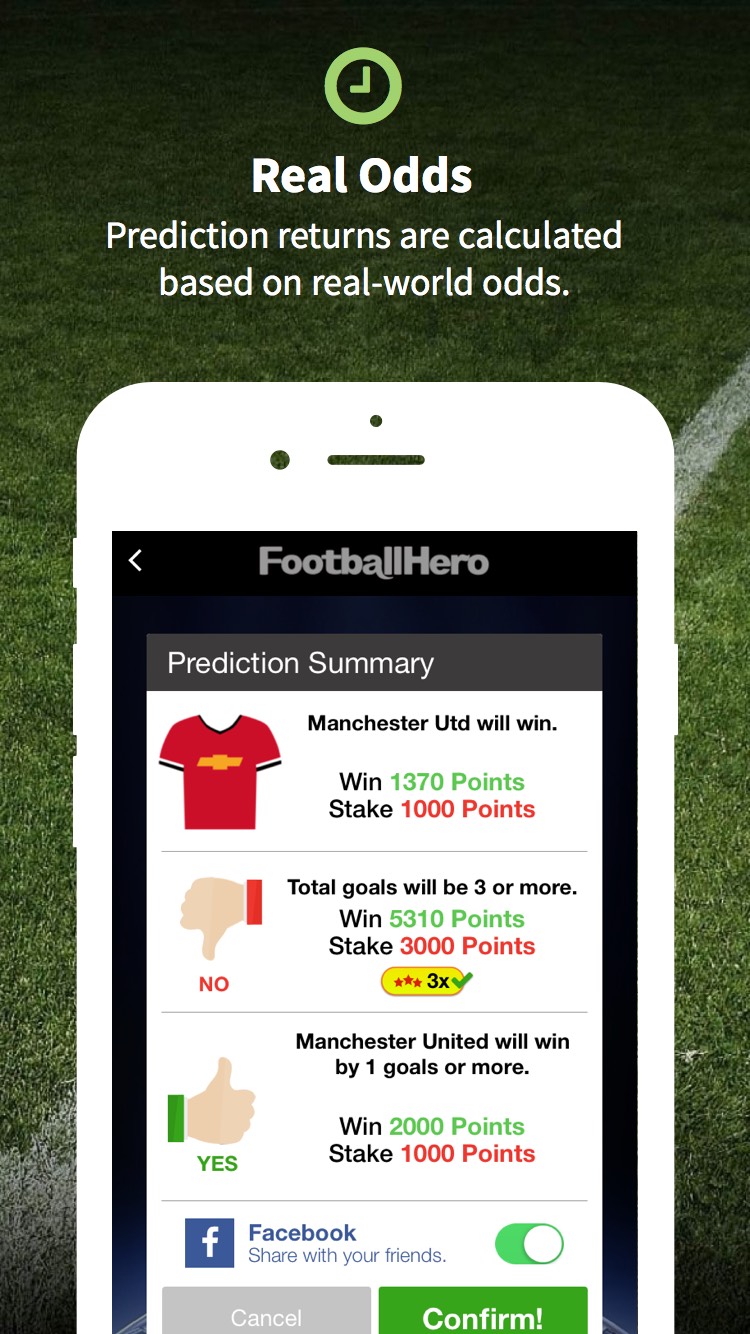 Real Odds
Prediction returns are calculated
based on real-world odds.
FootballHero
Prediction Summary
Manchester Utd will win.
Win 1370 Points
Stake 1000 Points
Total goals will be 3 or more.
Win 5310 Points
Stake 3000 Points
3x
NO
Manchester United will win
by 1 goals or more.
Win 2000 Points
Stake 1000 Points
YES
f
Facebook
Share with your friends.
Cancel
Confirm!